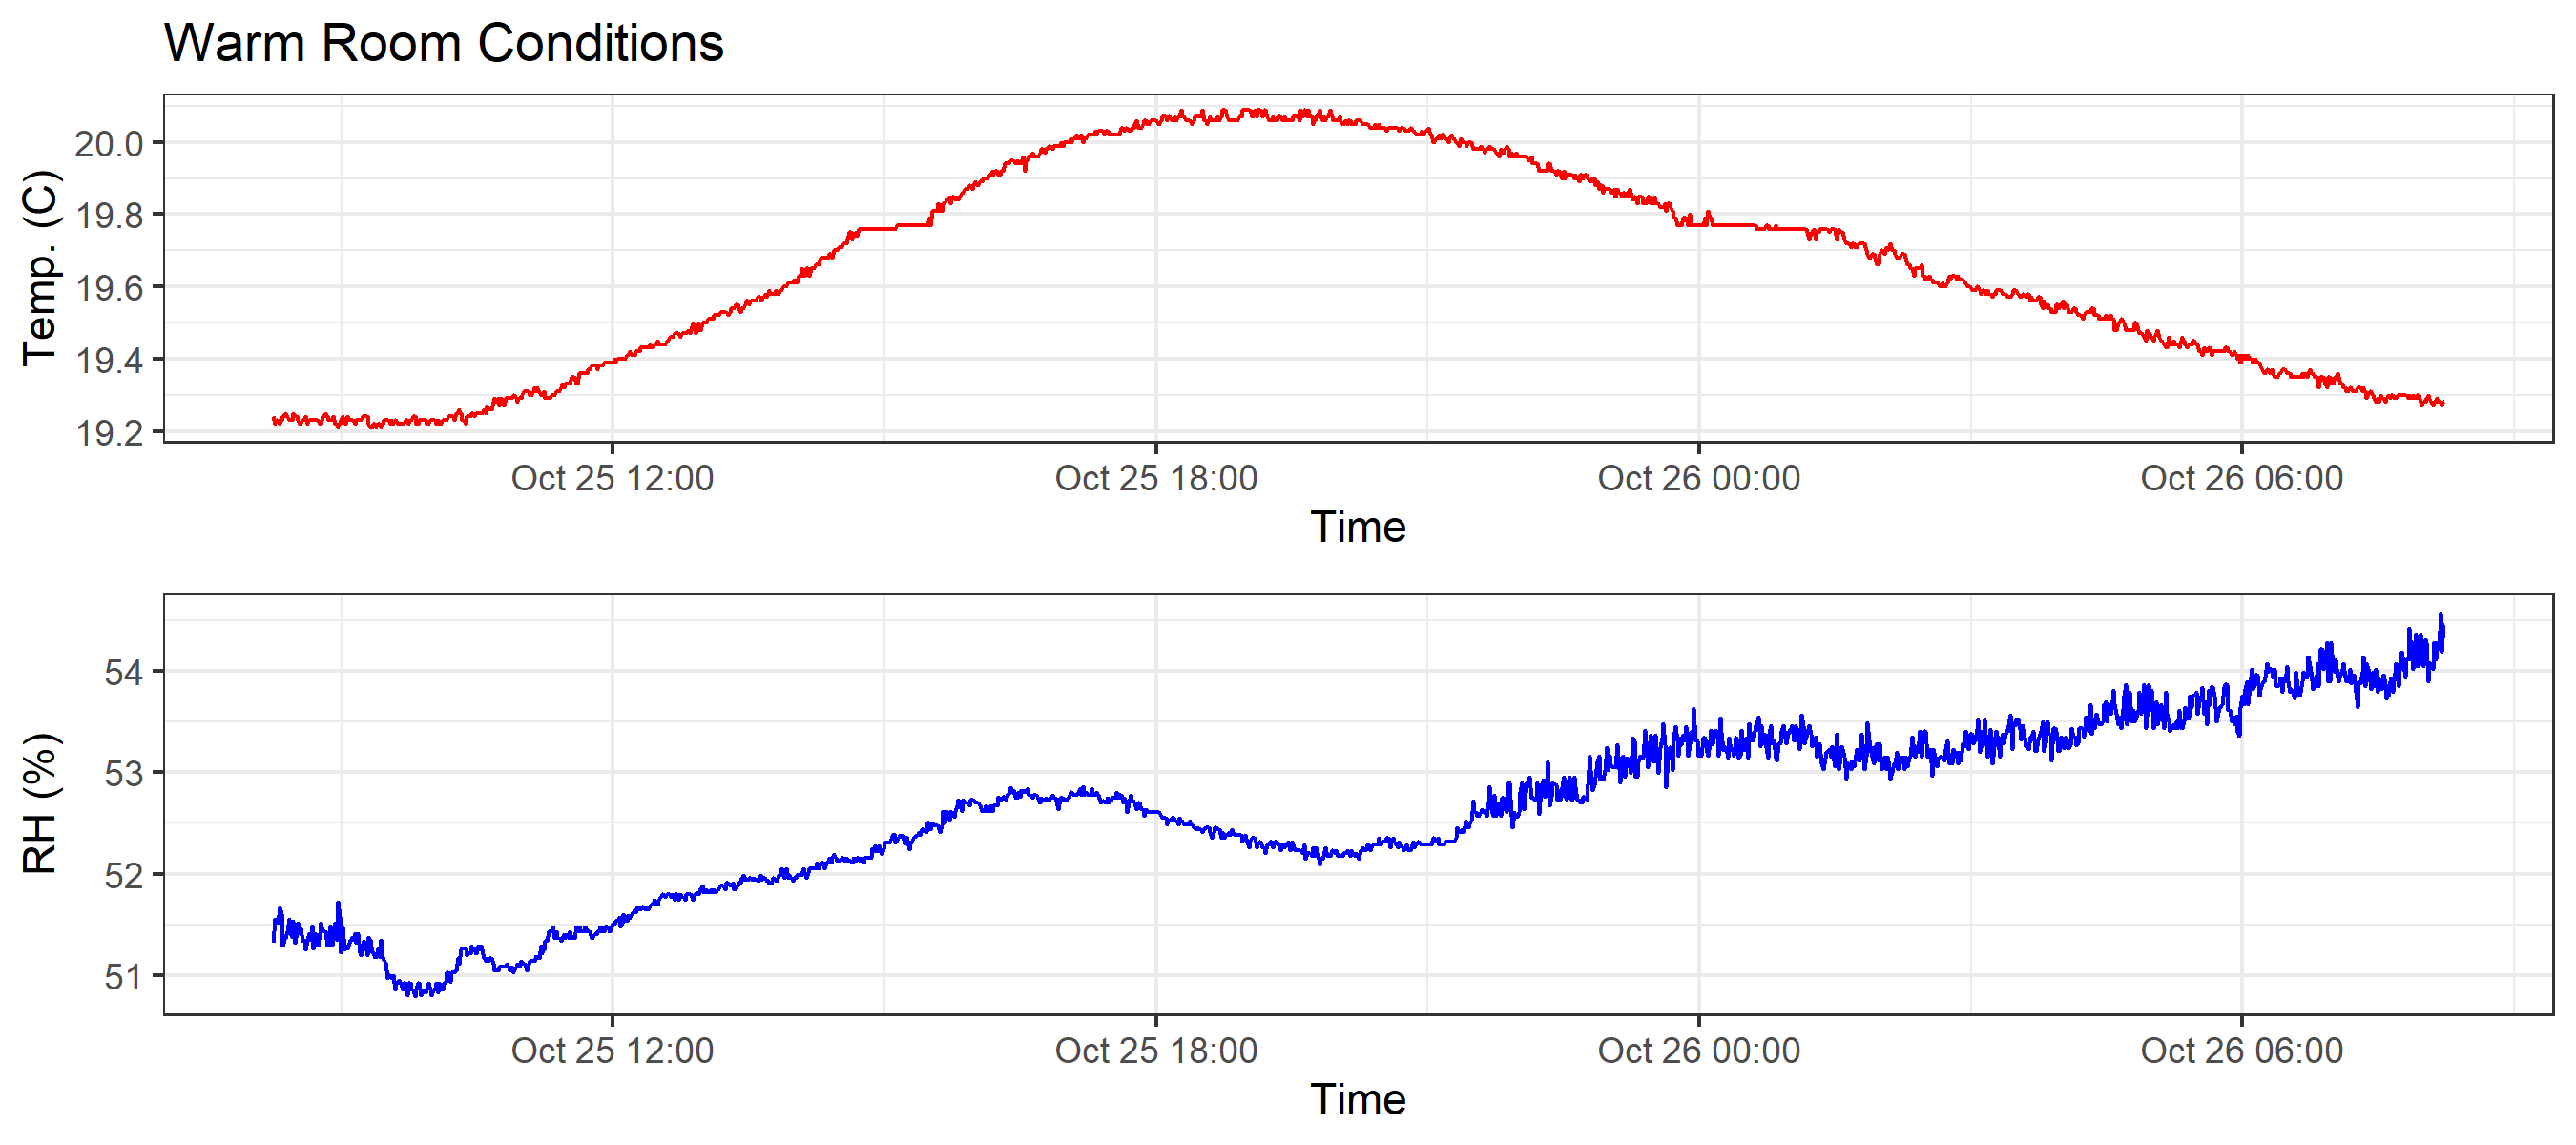 Warm Room Conditions
Temp. (C)
20.0
19.8
19.6
19.4
19.2
Oct 25 12:00 Oct 25 18:00 Oct 26 00:00 Oct 26 06:00
Time
RH (%)
54
53
52
51
Oct 25 12:00 Oct 25 18:00 Oct 26 00:00 Oct 26 06:00
Time